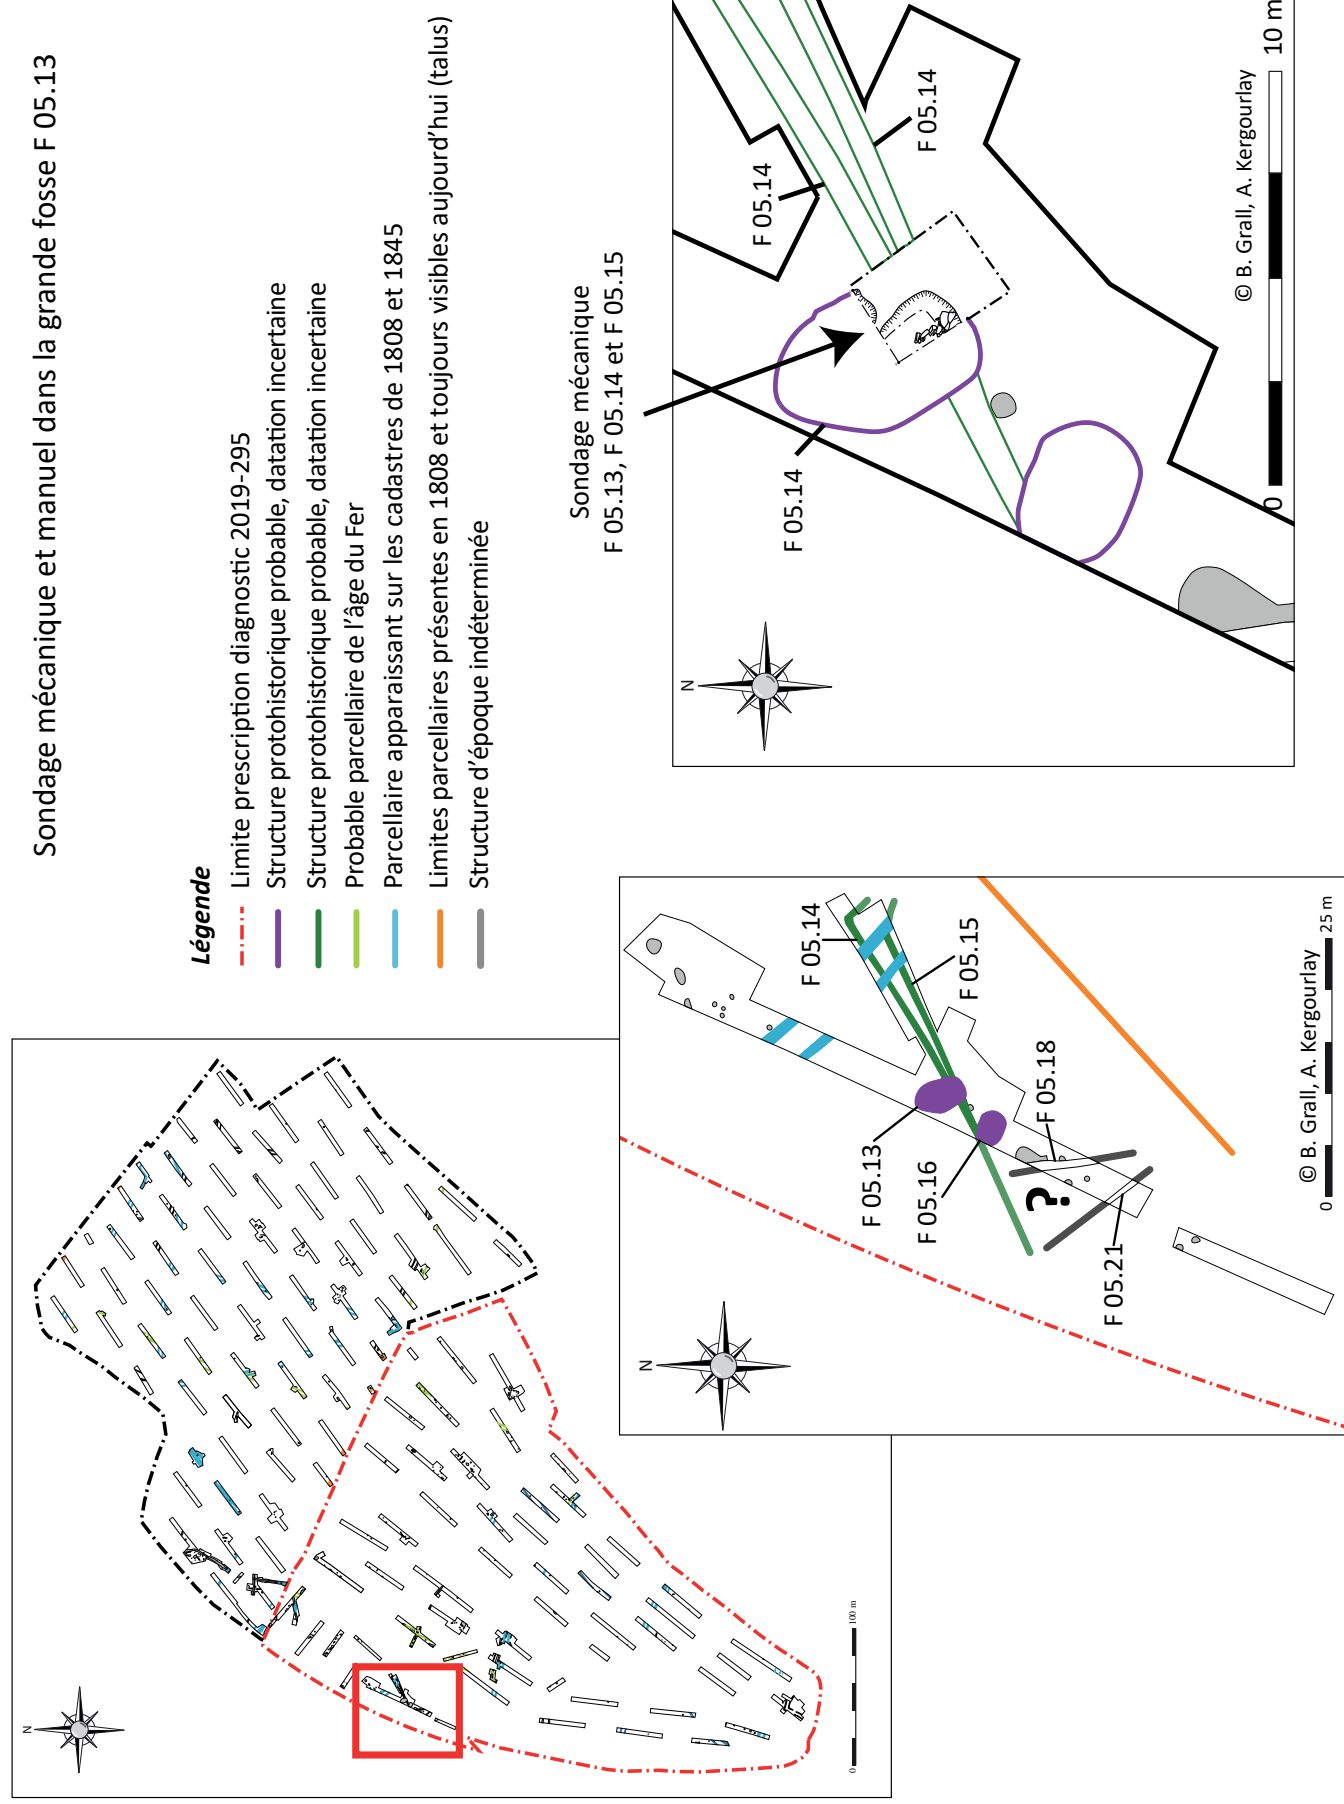 Sondage mécanique et manuel dans la grande fosse F 05.13
Légende
Limite prescription diagnostic 2019-295
Structure protohistorique probable, datation incertaine
Structure protohistorique probable, datation incertaine
Probable parcellaire de l'âge du Fer
Parcellaire apparaissant sur les cadastres de 1808 et 1845
Limites parcellaires présentes en 1808 et toujours visibles aujourd'hui (talus)
Structure d'époque indéterminée
N
0
100 m
N
F 05.14
F 05.15
F 05.13
F 05.16
F 05.18
?
F 05.21
© B. Grall, A. Kergourlay
0
25 m
Sondage mécanique
F 05.13, F 05.14 et F 05.15
N
F 05.14
F 05.14
F 05.14
© B. Grall, A. Kergourlay
0
10 m